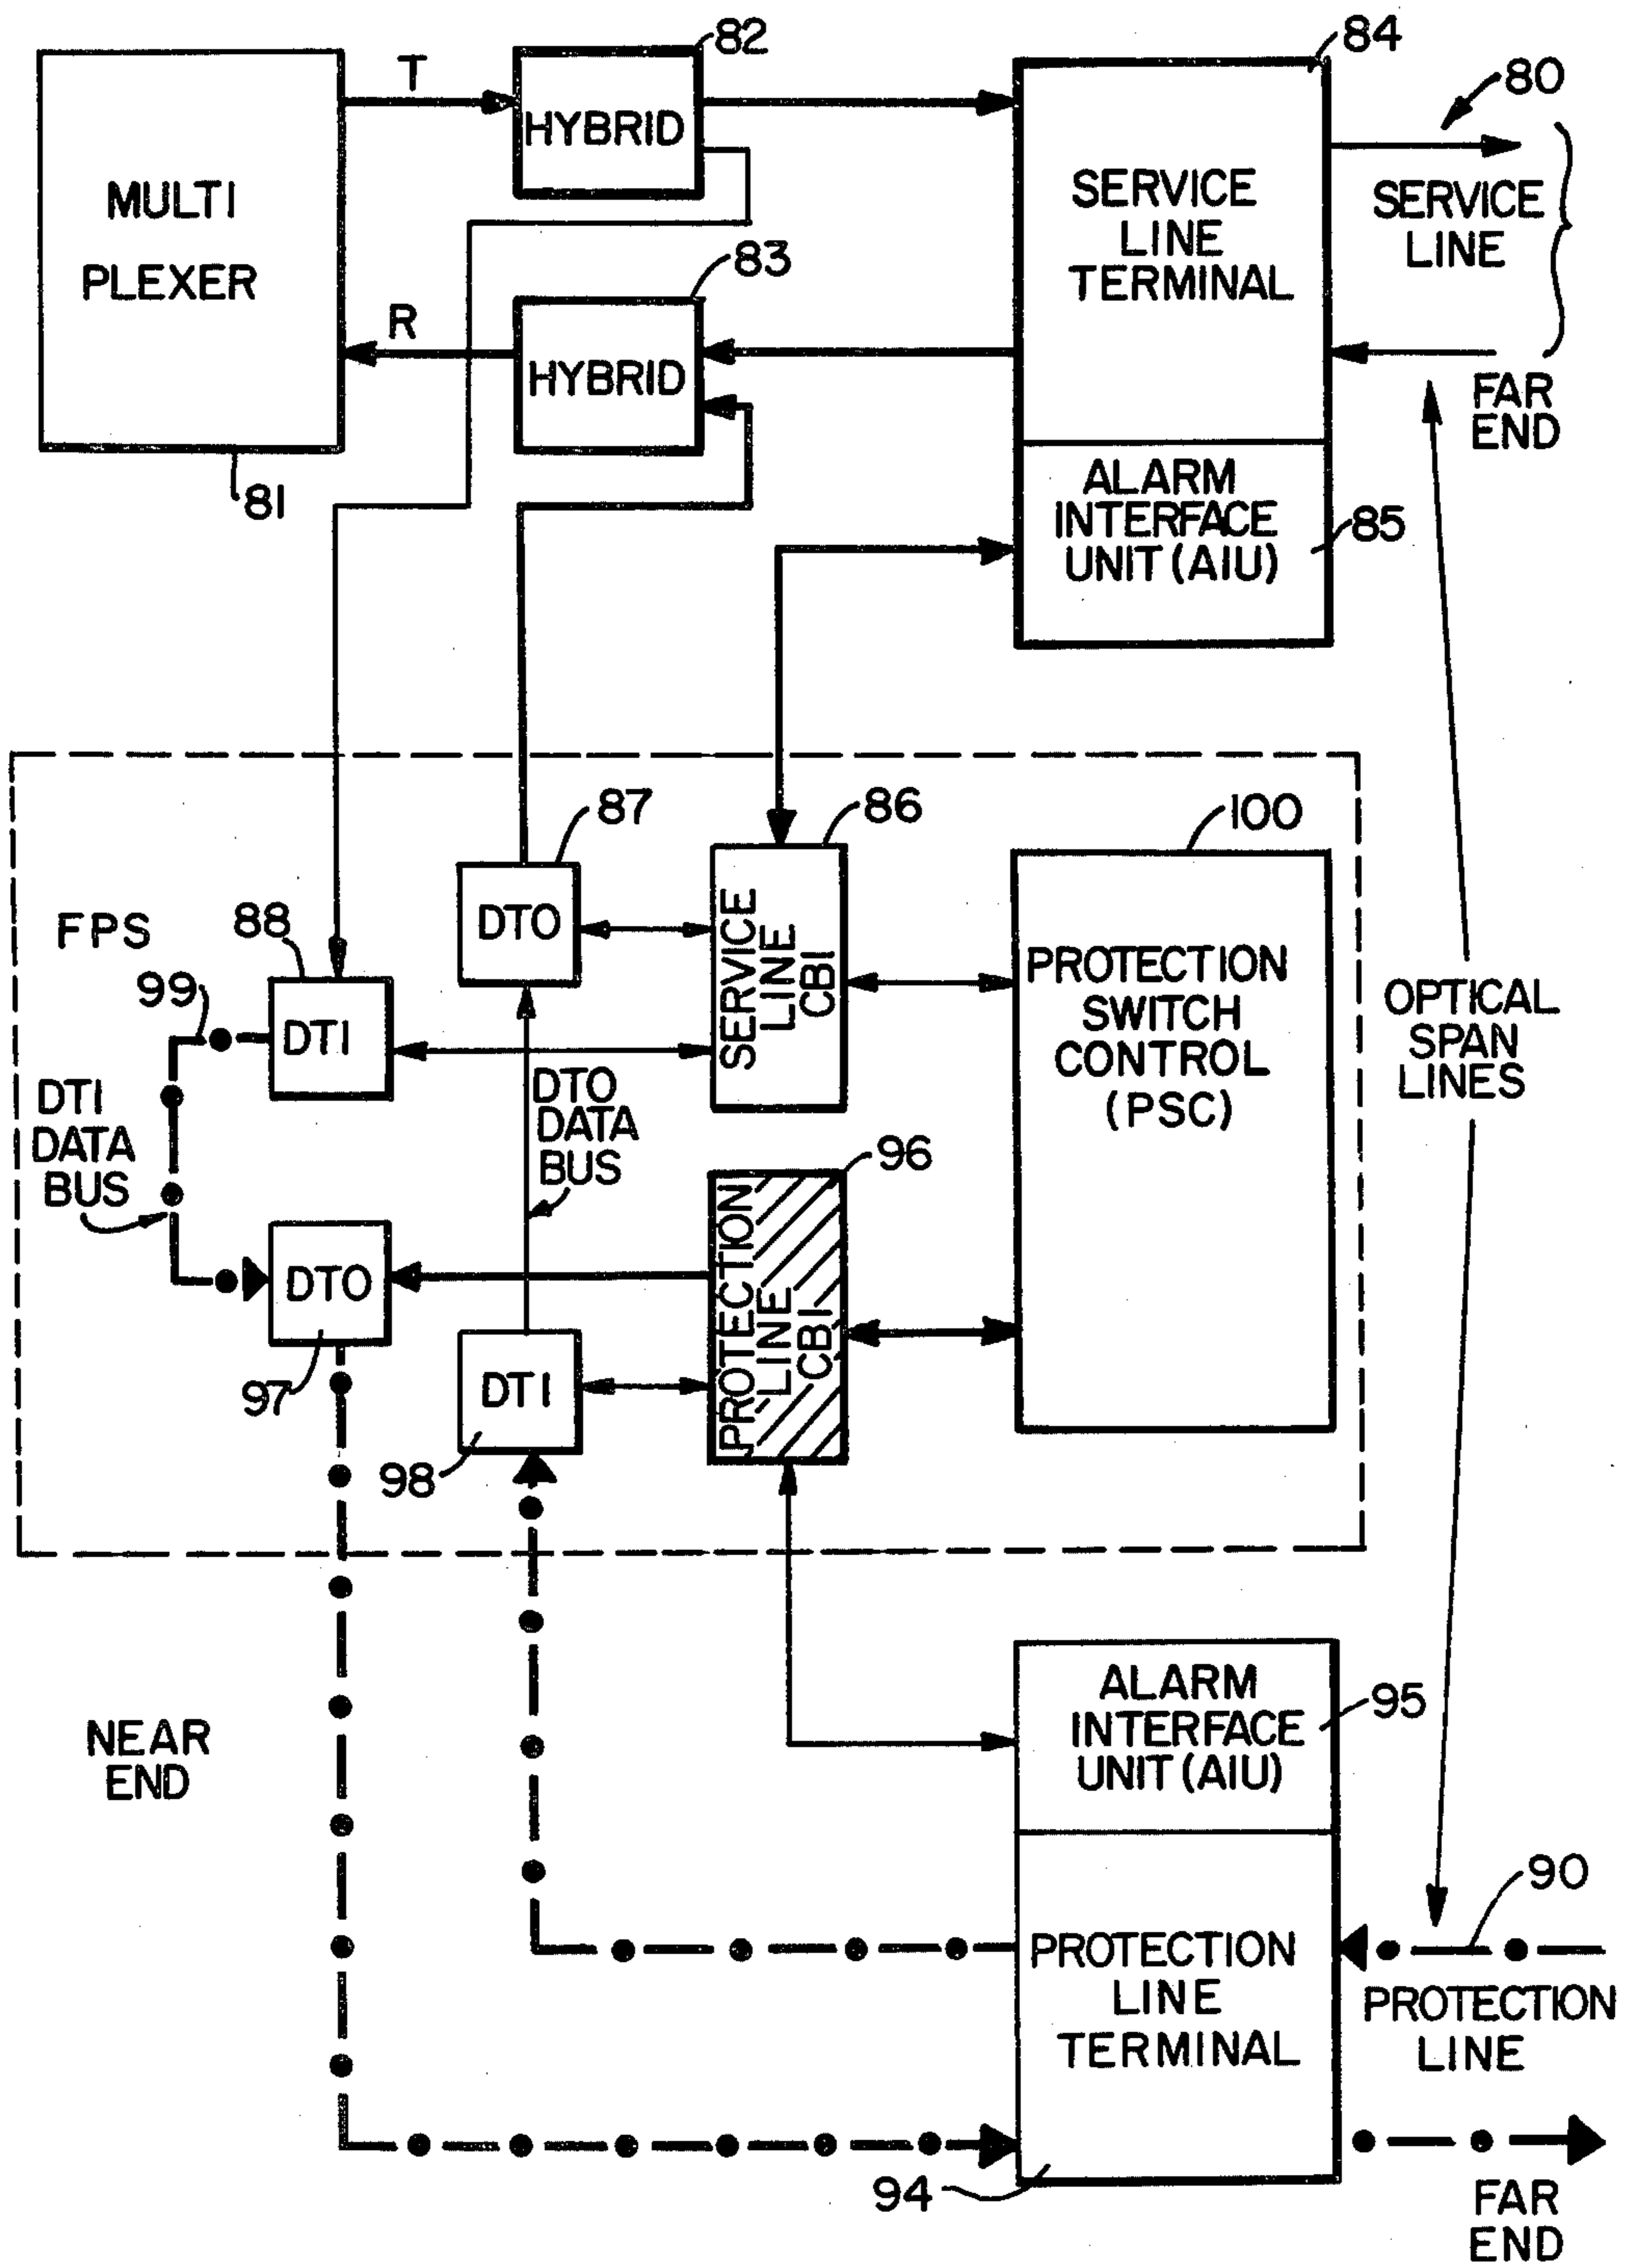 82
84
80
T
HYBRID
MULTI
PLEXER
SERVICE
LINE
TERMINAL
SERVICE
LINE
83
R
HYBRID
FAR
END
81
ALARM
INTERFACE
UNIT (AIU)
85
87
86
100
FPS
88
DTO
SERVICE
LINE
CBI
PROTECTION
SWITCH
CONTROL
(PSC)
99
DTI
OPTICAL
SPAN
LINES
DTI
DATA
BUS
DTO
DATA
BUS
96
DTO
PROTECTION
LINE
CBI
97
DTI
98
NEAR
END
ALARM
INTERFACE
UNIT (AIU)
95
90
PROTECTION
LINE
TERMINAL
PROTECTION
LINE
94
FAR
END